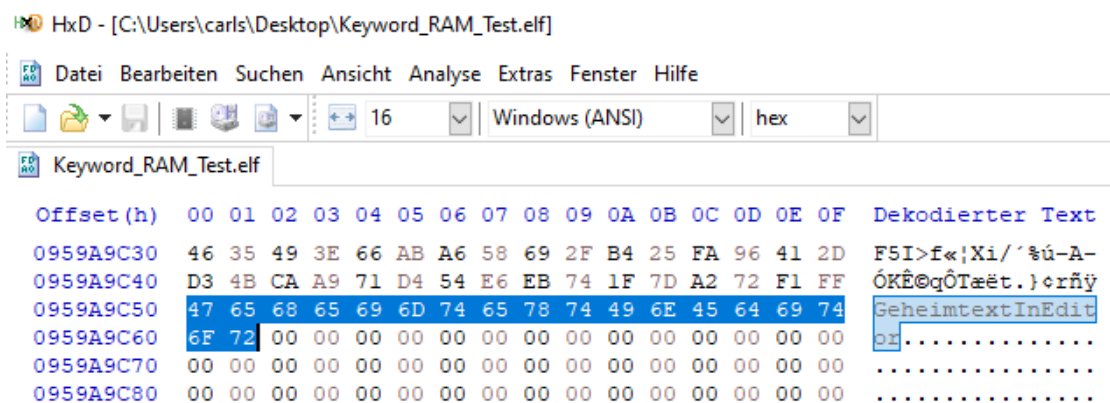 HxD - [C:\Users\carls\Desktop\Keyword_RAM_Test.elf]
Datei Bearbeiten Suchen Ansicht Analyse Extras Fenster Hilfe
16 Windows (ANSI) hex
Keyword_RAM_Test.elf
Offset(h) 00 01 02 03 04 05 06 07 08 09 0A 0B 0C 0D 0E 0F Dekodierter Text
0959A9C30 46 35 49 3E 66 AB A6 58 69 2F B4 25 FA 96 41 2D F5I>f«¦Xi/´%ú–A-
0959A9C40 D3 4B CA A9 71 D4 54 E6 EB 74 1F 7D A2 72 F1 FF ÓKÊ©qÔTæët.}¢rñÿ
0959A9C50 47 65 68 65 69 6D 74 65 78 74 49 6E 45 64 69 74 GeheimtextInEdit
0959A9C60 6F 72 00 00 00 00 00 00 00 00 00 00 00 00 00 00 or..............
0959A9C70 00 00 00 00 00 00 00 00 00 00 00 00 00 00 00 00 ................
0959A9C80 00 00 00 00 00 00 00 00 00 00 00 00 00 00 00 00 ................